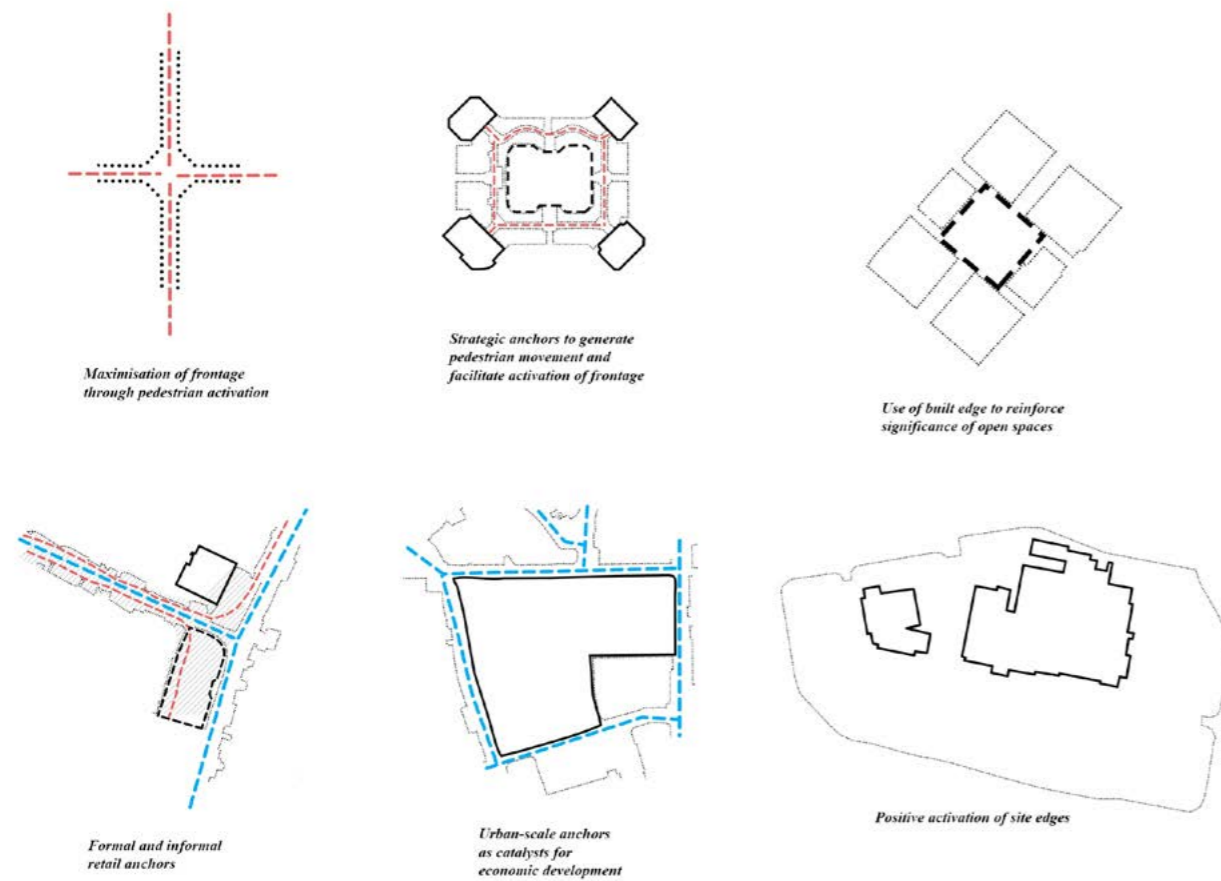 Maximisation of frontage
through pedestrian activation
Strategic anchors to generate
pedestrian movement and
facilitate activation of frontage
Use of built edge to reinforce
significance of open spaces
Formal and informal
retail anchors
Urban-scale anchors
as catalysts for
economic development
Positive activation of site edges